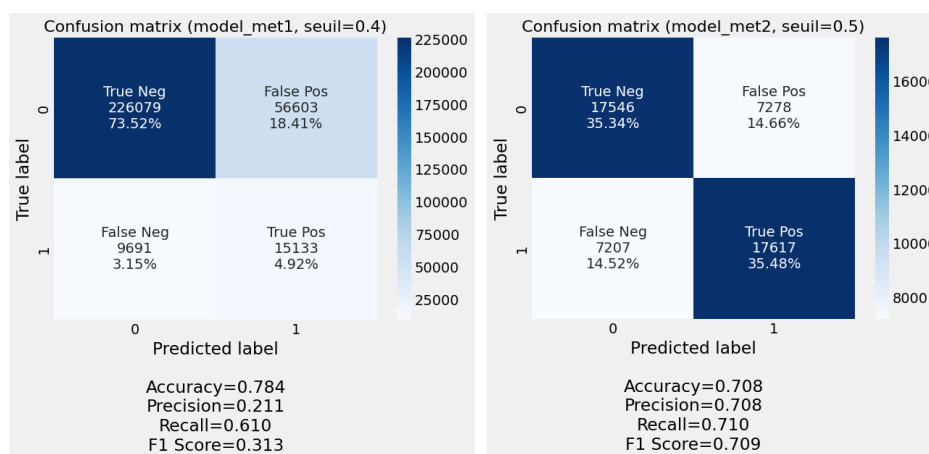 Confusion matrix (model_met1, seuil=0.4)
True Neg
226079
73.52%
False Pos
56603
18.41%
False Neg
9691
3.15%
True Pos
15133
4.92%
0
1
True label
0
1
Predicted label
225000
200000
175000
150000
125000
100000
75000
50000
25000
Accuracy=0.784
Precision=0.211
Recall=0.610
F1 Score=0.313
Confusion matrix (model_met2, seuil=0.5)
True Neg
17546
35.34%
False Pos
7278
14.66%
False Neg
7207
14.52%
True Pos
17617
35.48%
0
1
True label
0
1
Predicted label
16000
14000
12000
10000
8000
Accuracy=0.708
Precision=0.708
Recall=0.710
F1 Score=0.709